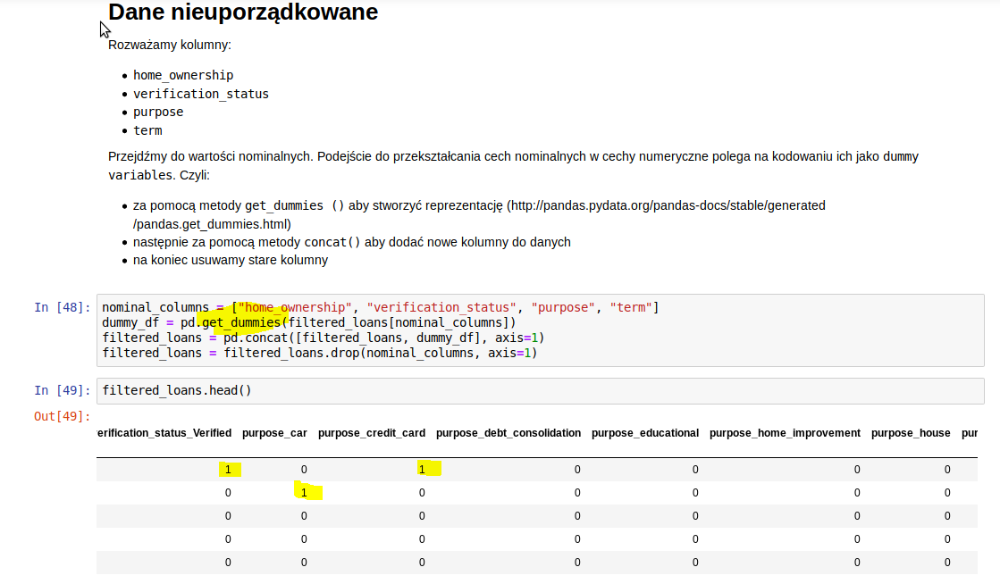 Dane nieuporządkowane
Rozważamy kolumny:
• home_ownership
• verification_status
• purpose
• term
Przejdźmy do wartości nominalnych. Podejście do przekształcania cech nominalnych w cechy numeryczne polega na kodowaniu ich jako dummy
variables. Czyli:
• za pomocą metody get_dummies () aby stworzyć reprezentację (http://pandas.pydata.org/pandas-docs/stable/generated
/pandas.get_dummies.html)
• następnie za pomocą metody concat() aby dodać nowe kolumny do danych
• na koniec usuwamy stare kolumny
In [48]: nominal_columns = ["home_ownership", "verification_status", "purpose", "term"]
dummy_df = pd.get_dummies(filtered_loans[nominal_columns])
filtered_loans = pd.concat([filtered_loans, dummy_df], axis=1)
filtered_loans = filtered_loans.drop(nominal_columns, axis=1)
In [49]: filtered_loans.head()
Out[49]:
erification_status_Verified purpose_car purpose_credit_card purpose_debt_consolidation purpose_educational purpose_home_improvement purpose_house pur
1 0 1 0 0 0 0
0 1 0 0 0 0 0
0 0 0 0 0 0 0
0 0 0 0 0 0 0
0 0 0 0 0 0 0